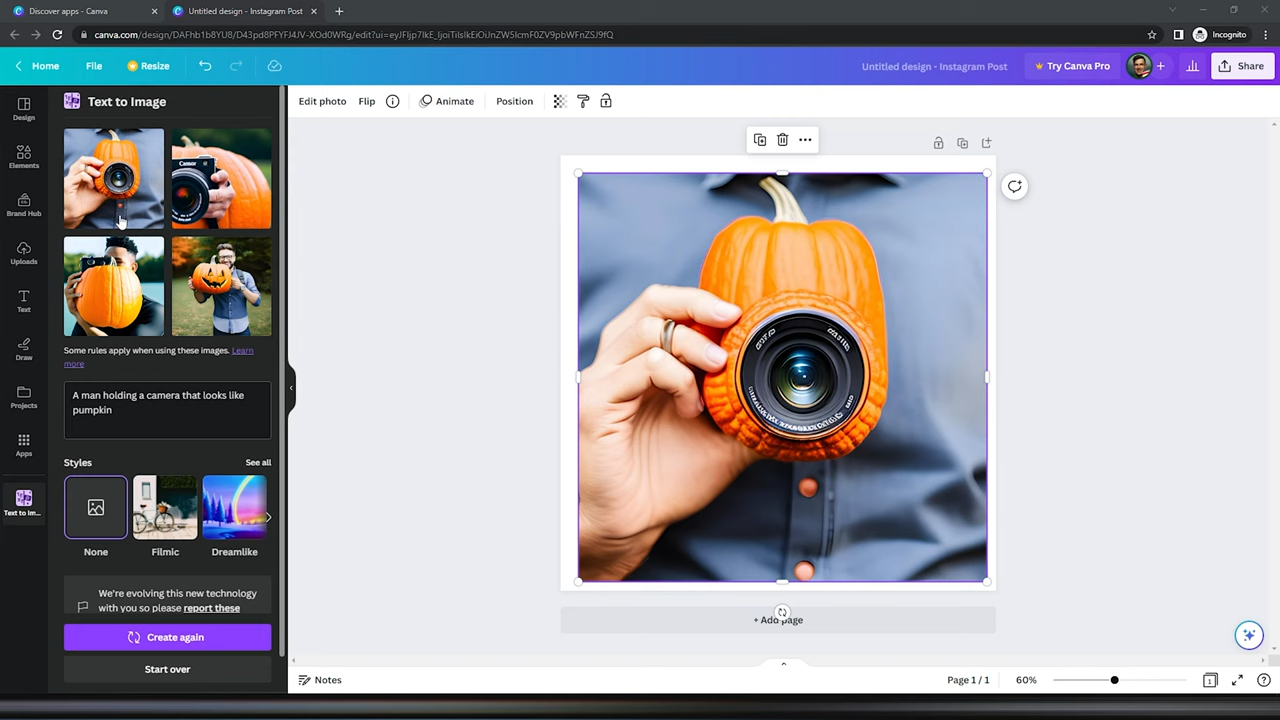 Discover apps - Canva
Untitled design - Instagram Post
canva.com/design/DAFhb1b8YU8/D43pd8PFYFJ4JV-XOd0WRg/edit?ui=eyJFIjp7IkE_IjoiTiIsIkEiOiJnZW5lcmF0ZV9pbWFnZSJ9fQ
Incognito
Home
File
Resize
Untitled design - Instagram Post
Try Canva Pro
Share
Design
Elements
Brand Hub
Uploads
Text
Draw
Projects
Apps
Text to Im...
Text to Image
Canon
Some rules apply when using these images. Learn
more
A man holding a camera that looks like
pumpkin
Styles
See all
None
Filmic
Dreamlike
We're evolving this new technology
with you so please report these
Create again
Start over
Edit photo
Flip
Animate
Position
+ Add page
Notes
Page 1 / 1
60%
1